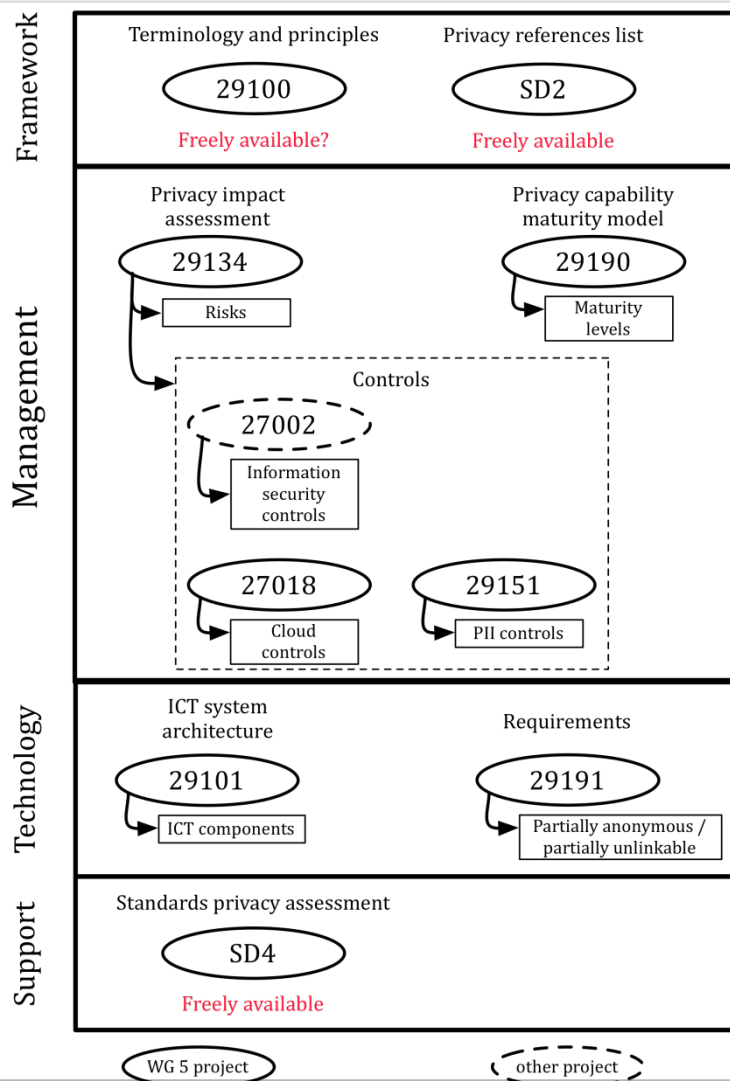 Framework
Terminology and principles
29100
Freely available?
Privacy references list
SD2
Freely available
Management
Privacy impact
assessment
29134
Risks
Privacy capability
maturity model
29190
Maturity
levels
Controls
27002
Information
security
controls
27018
Cloud
controls
29151
PII controls
Technology
ICT system
architecture
29101
ICT components
Requirements
29191
Partially anonymous /
partially unlinkable
Support
Standards privacy assessment
SD4
Freely available
WG 5 project
other project